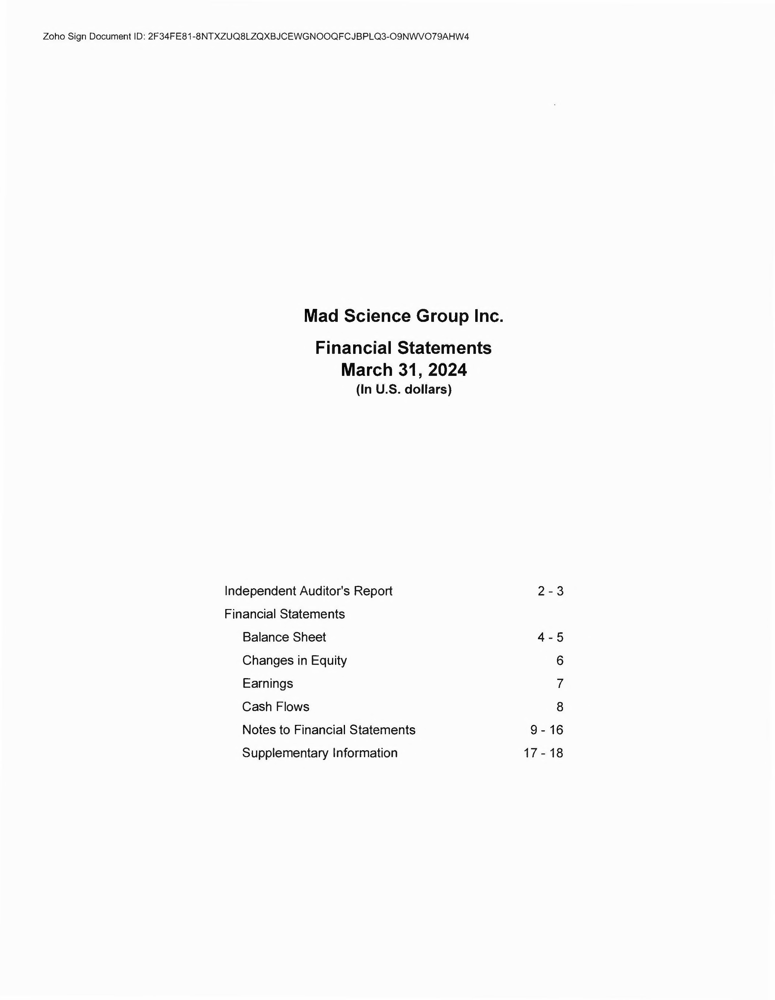 Zoho Sign Document ID: 2F34FE81-8NTXZUQ8LZQXBJCEWGNOOQFCJBPLQ3-O9NWVO79AHW4
Mad Science Group Inc.
Financial Statements
March 31, 2024
(In U.S. dollars)
Independent Auditor's Report 2 - 3
Financial Statements
Balance Sheet 4 - 5
Changes in Equity 6
Earnings 7
Cash Flows 8
Notes to Financial Statements 9 - 16
Supplementary Information 17 - 18